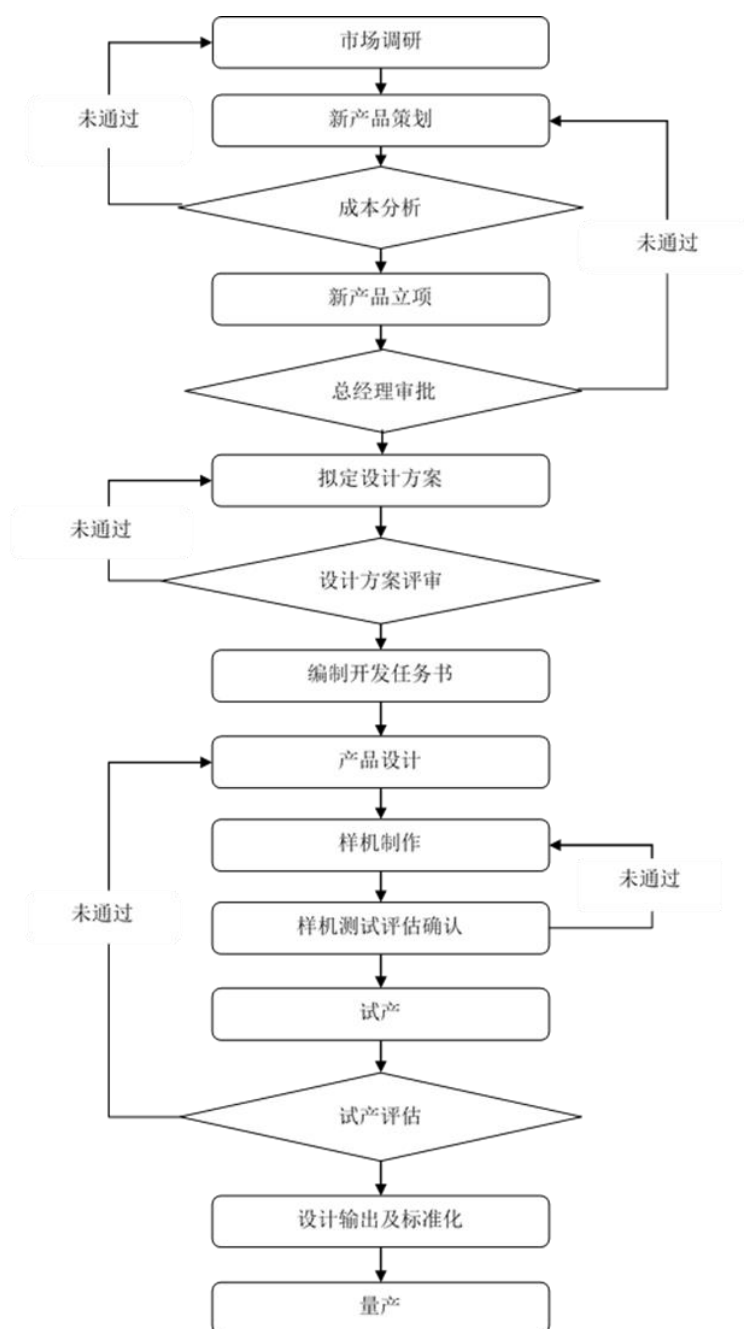 市场调研
未通过
新产品策划
成本分析
未通过
新产品立项
总经理审批
拟定设计方案
未通过
设计方案评审
编制开发任务书
产品设计
样机制作
未通过
未通过
样机测试评估确认
试产
试产评估
设计输出及标准化
量产